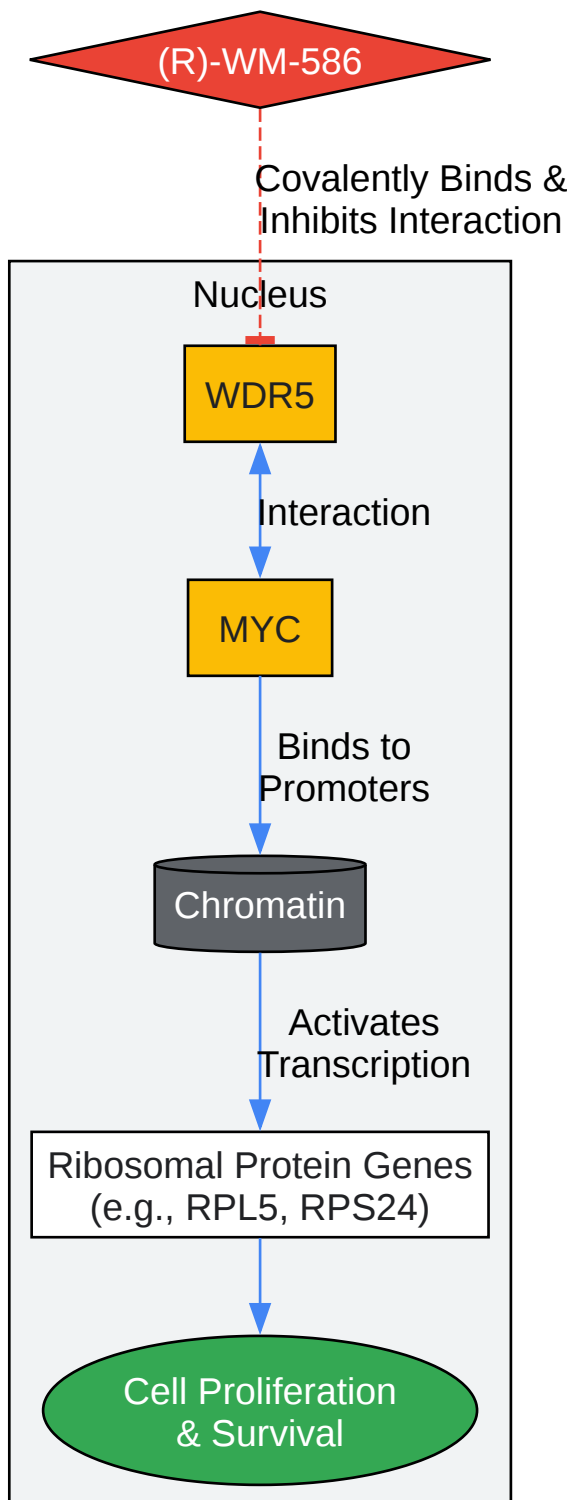 (R)-WM-586
Covalently Binds &
Inhibits Interaction
Nucleus
WDR5
Interaction
MYC
Binds to
Promoters
Chromatin
Activates
Transcription
Ribosomal Protein Genes
(e.g., RPL5, RPS24)
Cell Proliferation
& Survival